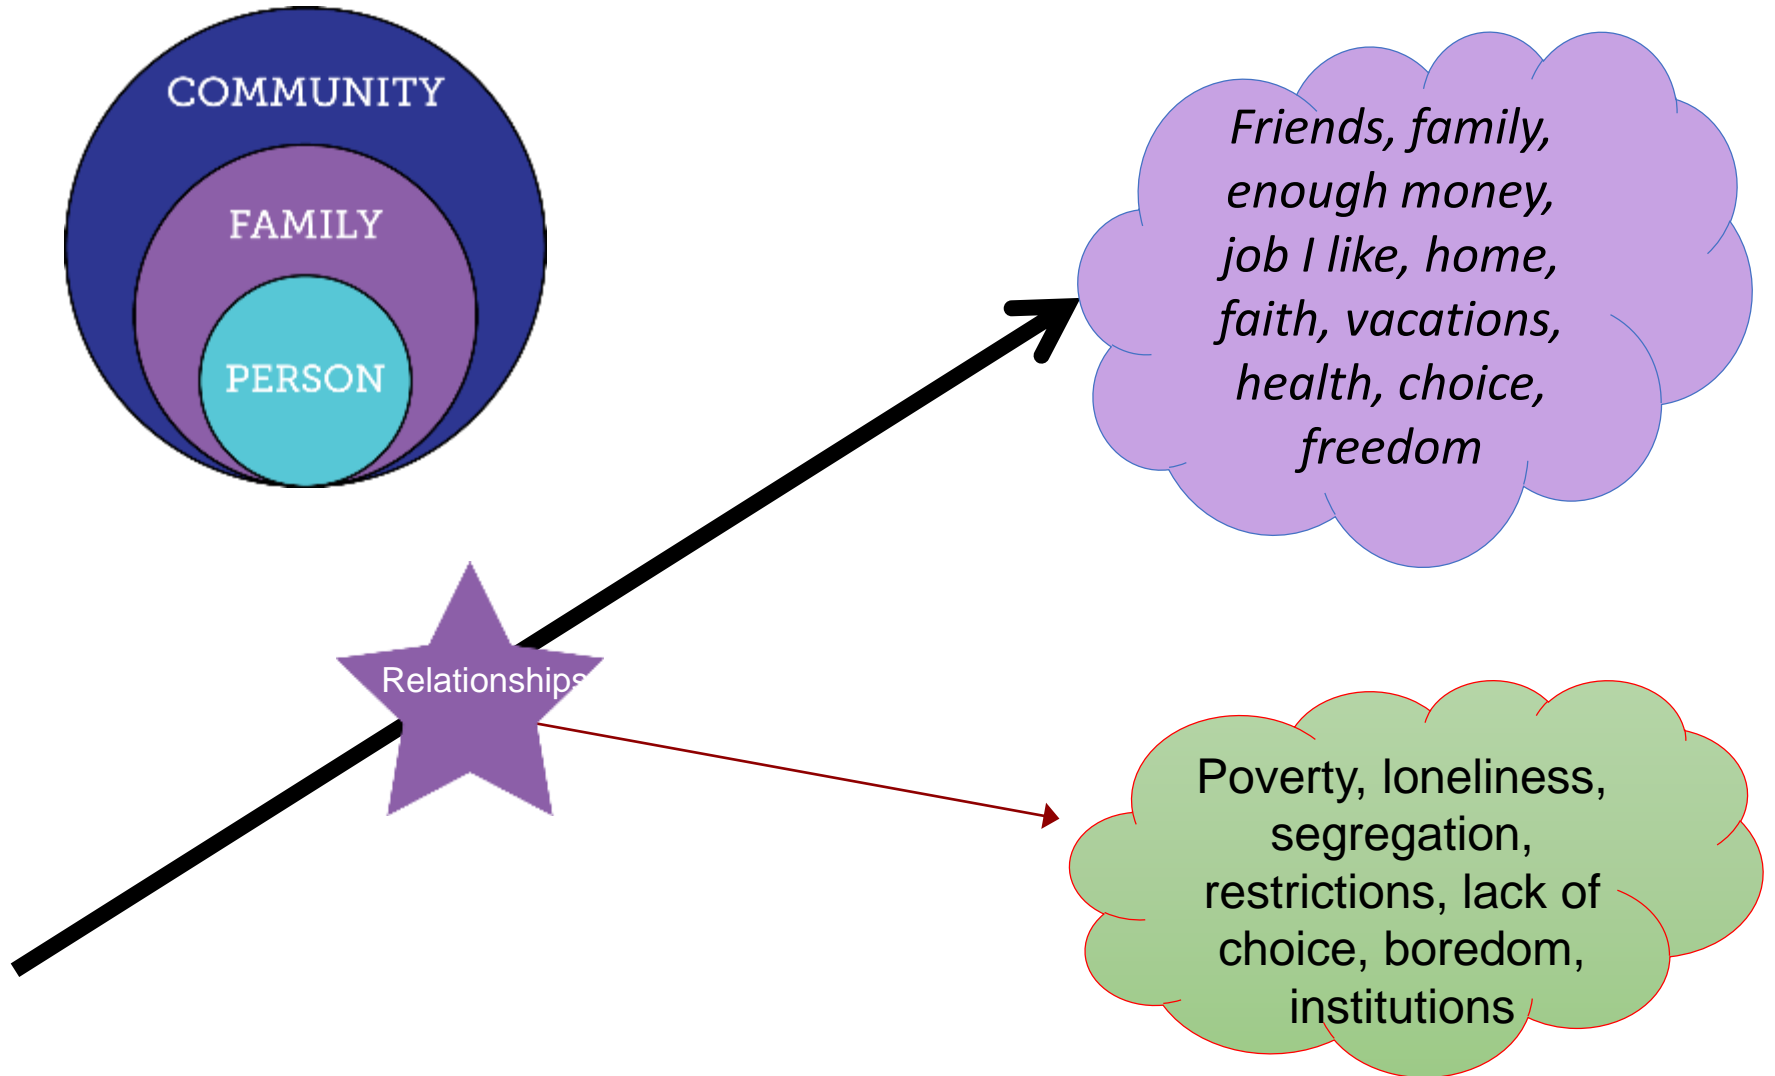 COMMUNITY
FAMILY
PERSON
Friends, family,
enough money,
job I like, home,
faith, vacations,
health, choice,
freedom
Relationships
Poverty, loneliness,
segregation,
restrictions, lack of
choice, boredom,
institutions